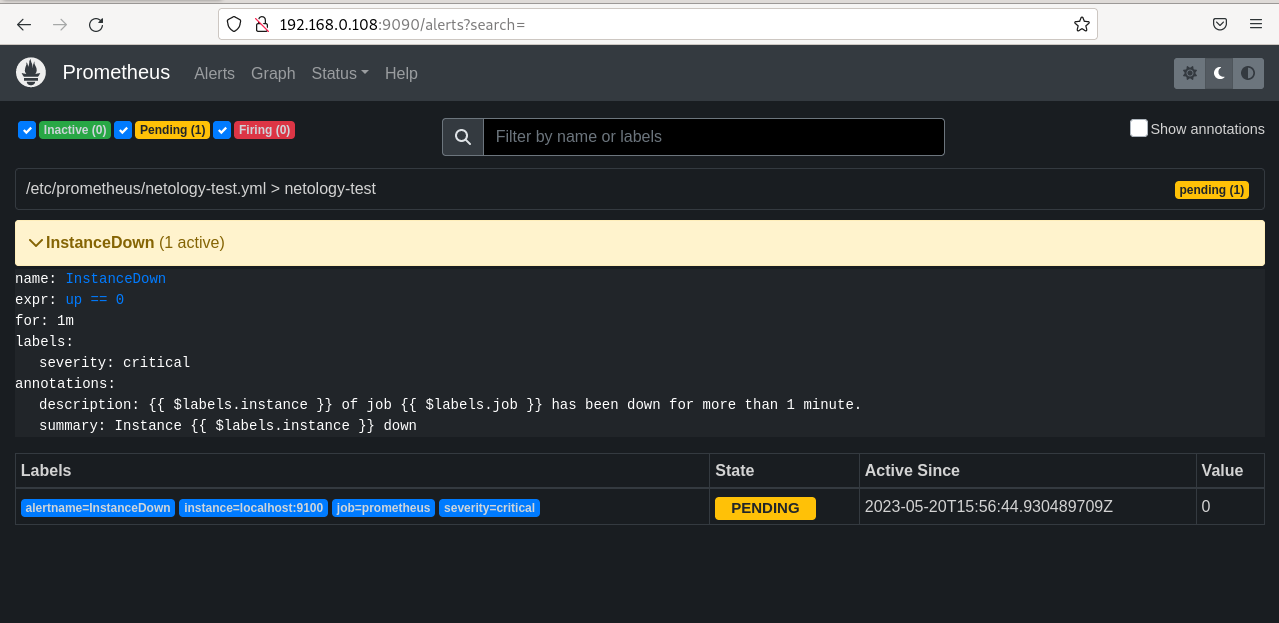 192.168.0.108:9090/alerts?search=
Prometheus Alerts Graph Status Help
Inactive (0) Pending (1) Firing (0) Filter by name or labels Show annotations
/etc/prometheus/netology-test.yml > netology-test pending (1)
InstanceDown (1 active)
name: InstanceDown
expr: up == 0
for: 1m
labels:
severity: critical
annotations:
description: {{ $labels.instance }} of job {{ $labels.job }} has been down for more than 1 minute.
summary: Instance {{ $labels.instance }} down
Labels State Active Since Value
alertname=InstanceDown instance=localhost:9100 job=prometheus severity=critical PENDING 2023-05-20T15:56:44.930489709Z 0